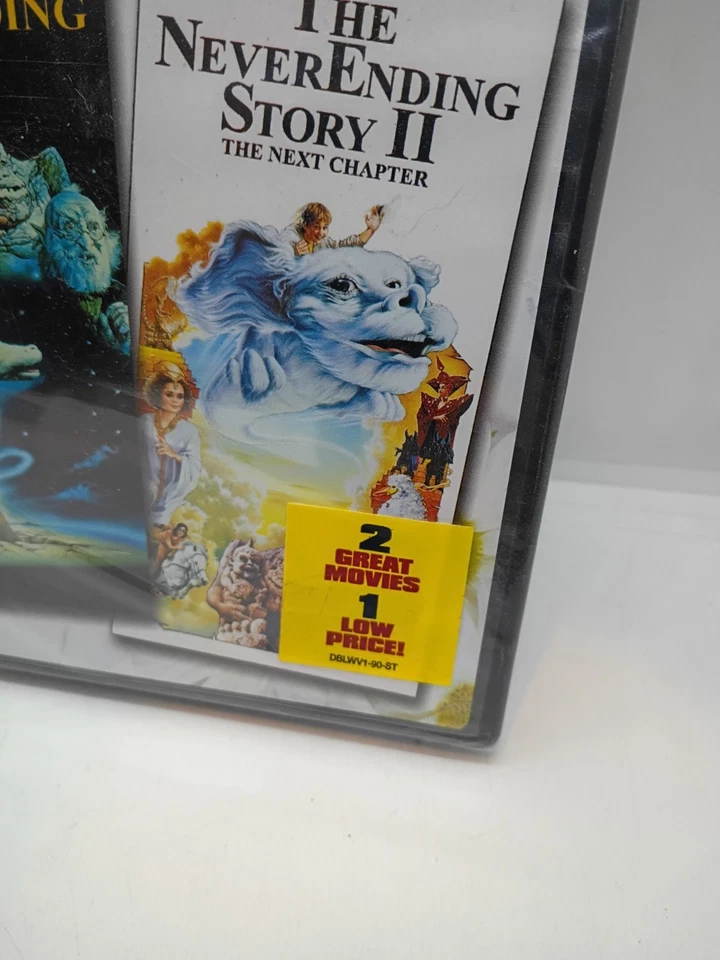 DING
THE
NEVERENDING
STORY II
THE NEXT CHAPTER
2
GREAT
MOVIES
1
LOW
PRICE!
DBLWV1-90-ST